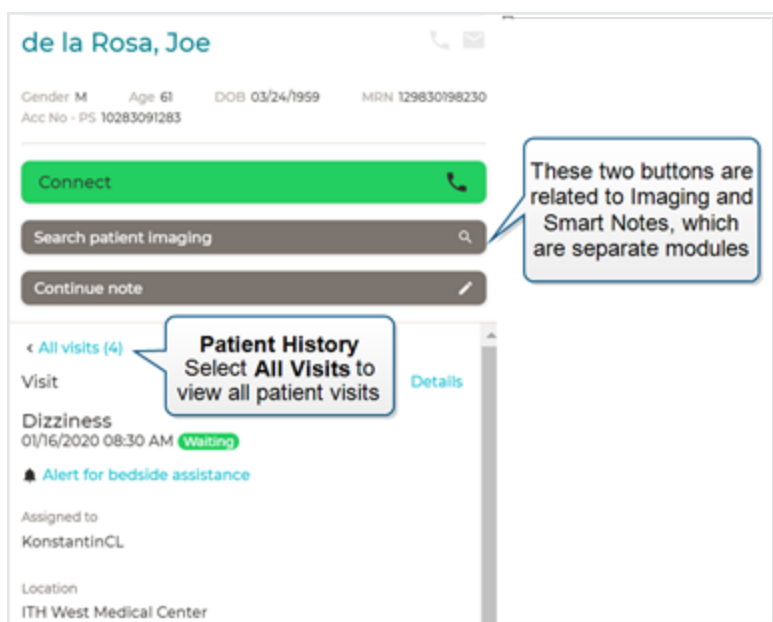 de la Rosa, Joe
Gender M Age 61 DOB 03/24/1959 MRN 129830198230
Acc No - PS 10283091283
Connect
Search patient imaging
Continue note
These two buttons are
related to Imaging and
Smart Notes, which
are separate modules
< All visits (4)
Patient History
Select All Visits to
view all patient visits
Visit
Details
Dizziness
01/16/2020 08:30 AM Waiting
Alert for bedside assistance
Assigned to
KonstantinCL
Location
ITH West Medical Center